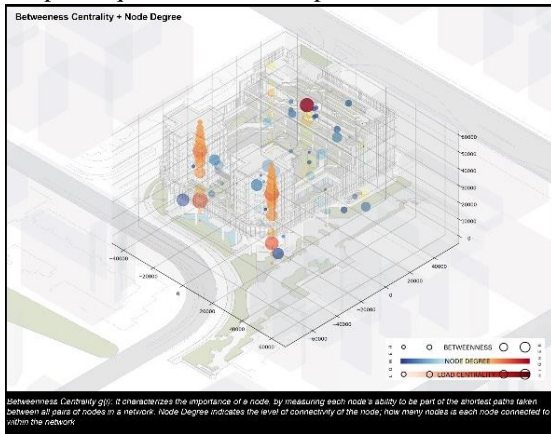 Betweeness Centrality + Node Degree
60000
50000
40000
30000
20000
10000
0
-40000
-20000
0
20000
40000
60000
40000
20000
0
-20000
-40000
-60000
BETWEENNESS
NODE DEGREE
LOAD CENTRALITY
Betweenness Centrality g(i): It characterizes the importance of a node, by measuring each node's ability to be part of the shortest paths taken
between all pairs of nodes in a network. Node Degree indicates the level of connectivity of the node; how many nodes is each node connected to
within the network